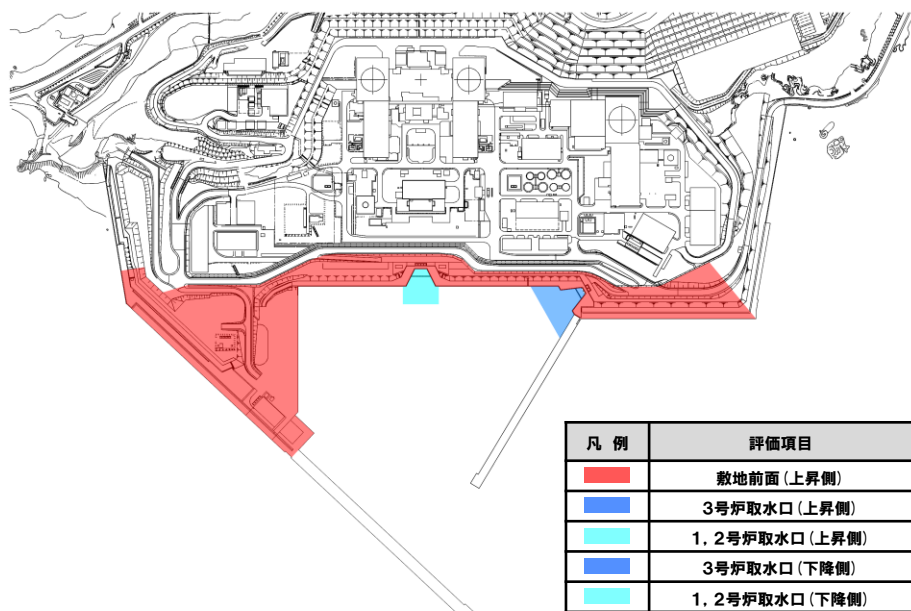 凡 例 評価項目
敷地前面(上昇側)
3号炉取水口(上昇側)
1,2号炉取水口(上昇側)
3号炉取水口(下降側)
1,2号炉取水口(下降側)